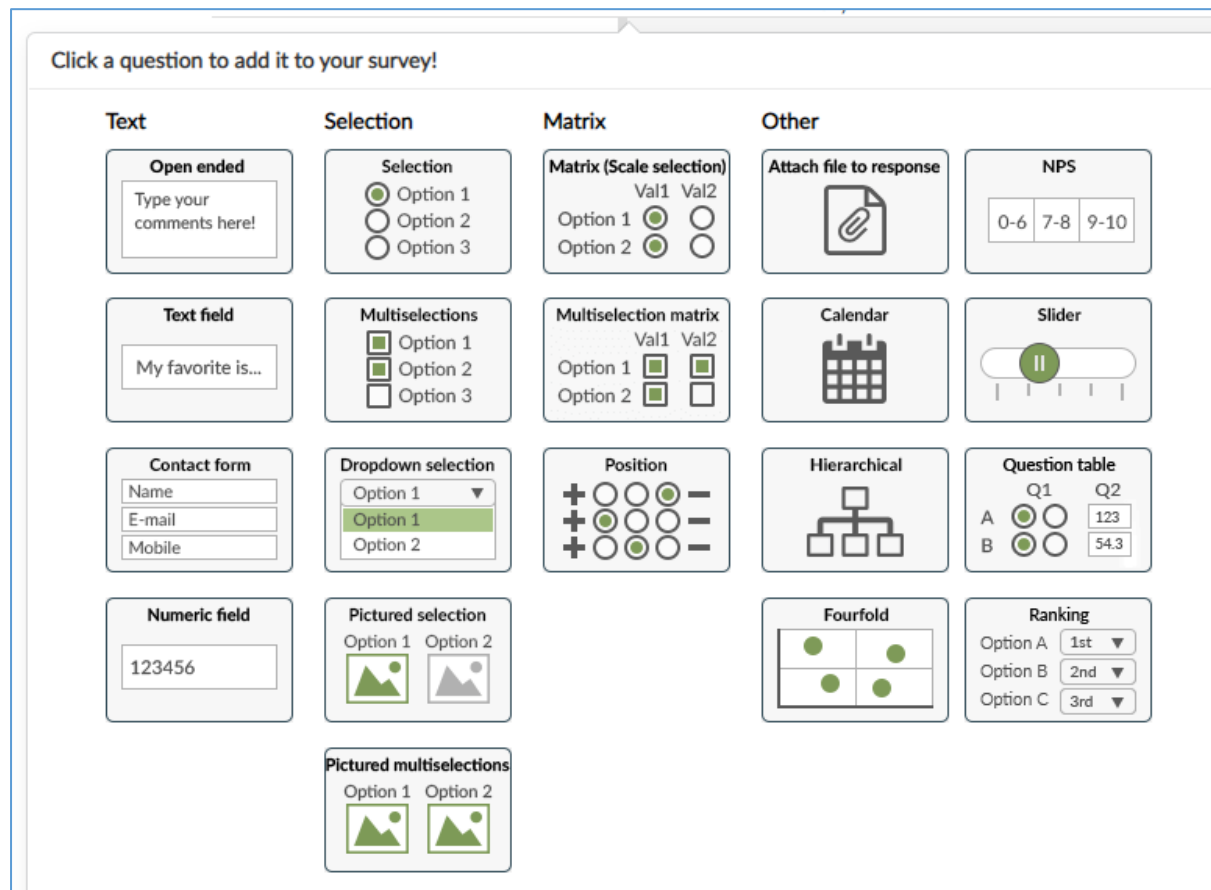 Click a question to add it to your survey!
Text
Open ended
Type your
comments here!
Text field
My favorite is...
Contact form
Name
E-mail
Mobile
Numeric field
123456
Selection
Selection
Option 1
Option 2
Option 3
Multiselections
Option 1
Option 2
Option 3
Dropdown selection
Option 1
Option 1
Option 2
Pictured selection
Option 1 Option 2
Pictured multiselections
Option 1 Option 2
Matrix
Matrix (Scale selection)
Val1 Val2
Option 1
Option 2
Multiselection matrix
Val1 Val2
Option 1
Option 2
Position
Other
Attach file to response
Calendar
Hierarchical
Fourfold
NPS
0-6 7-8 9-10
Slider
Question table
Q1 Q2
A 123
B 54.3
Ranking
Option A 1st
Option B 2nd
Option C 3rd